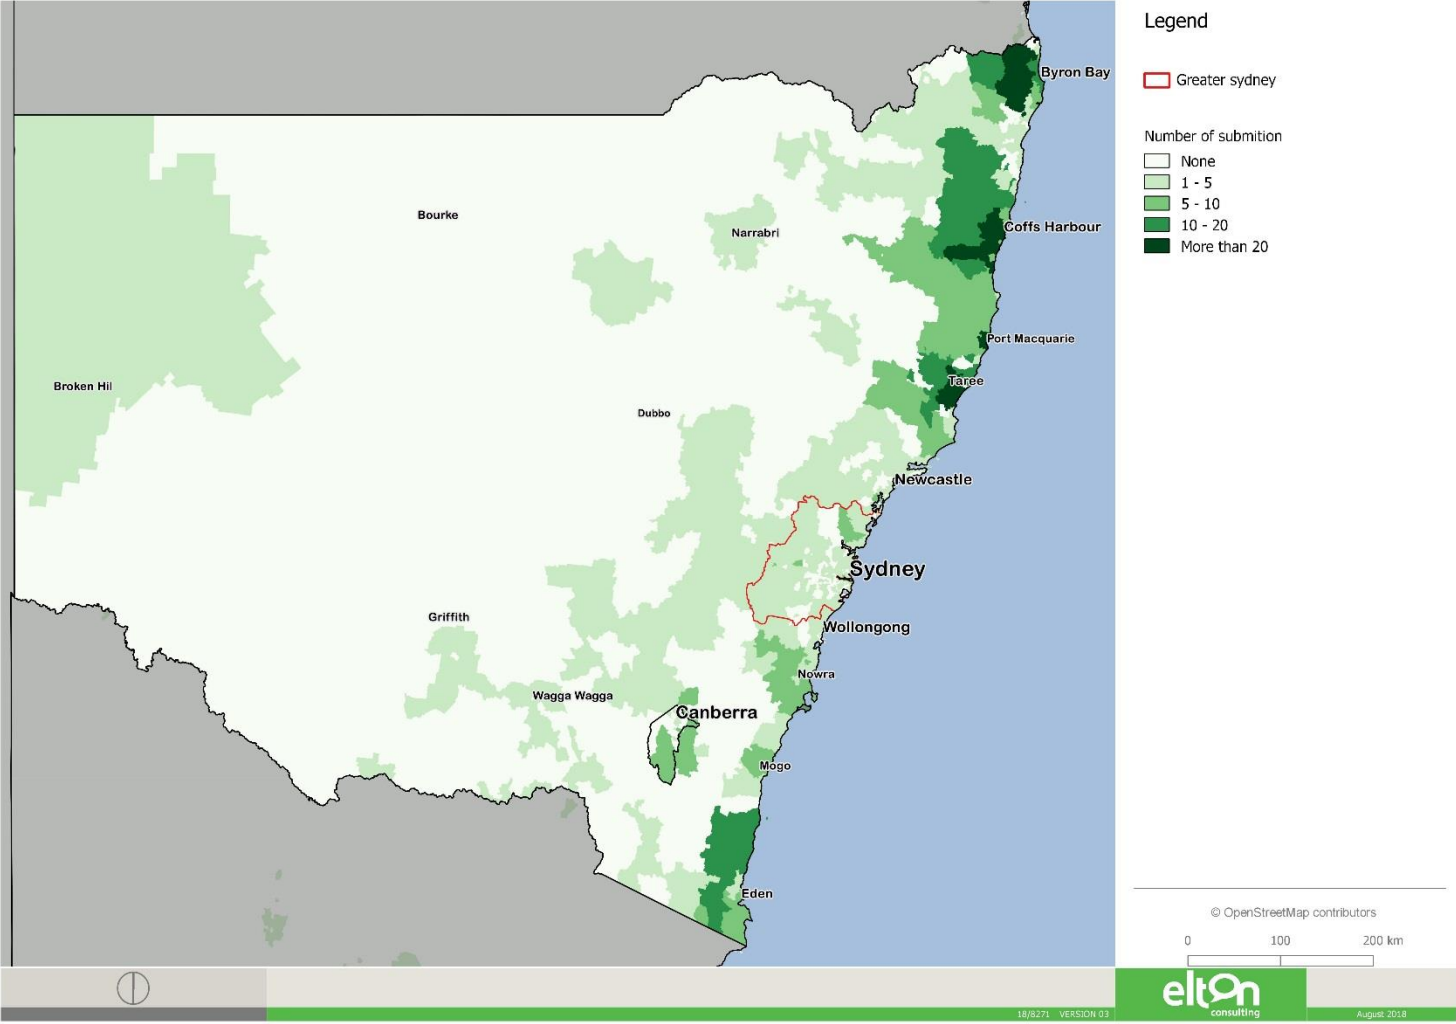 Legend
Greater sydney
Number of submition
None
1 - 5
5 - 10
10 - 20
More than 20
Byron Bay
Bourke
Narrabri
Coffs Harbour
Port Macquarie
Broken Hil
Taree
Dubbo
Newcastle
Sydney
Griffith
Wollongong
Nowra
Wagga Wagga
Canberra
Mogo
Eden
© OpenStreetMap contributors
0 100 200 km
elton
consulting
18/8271 VERSION 03
August 2018